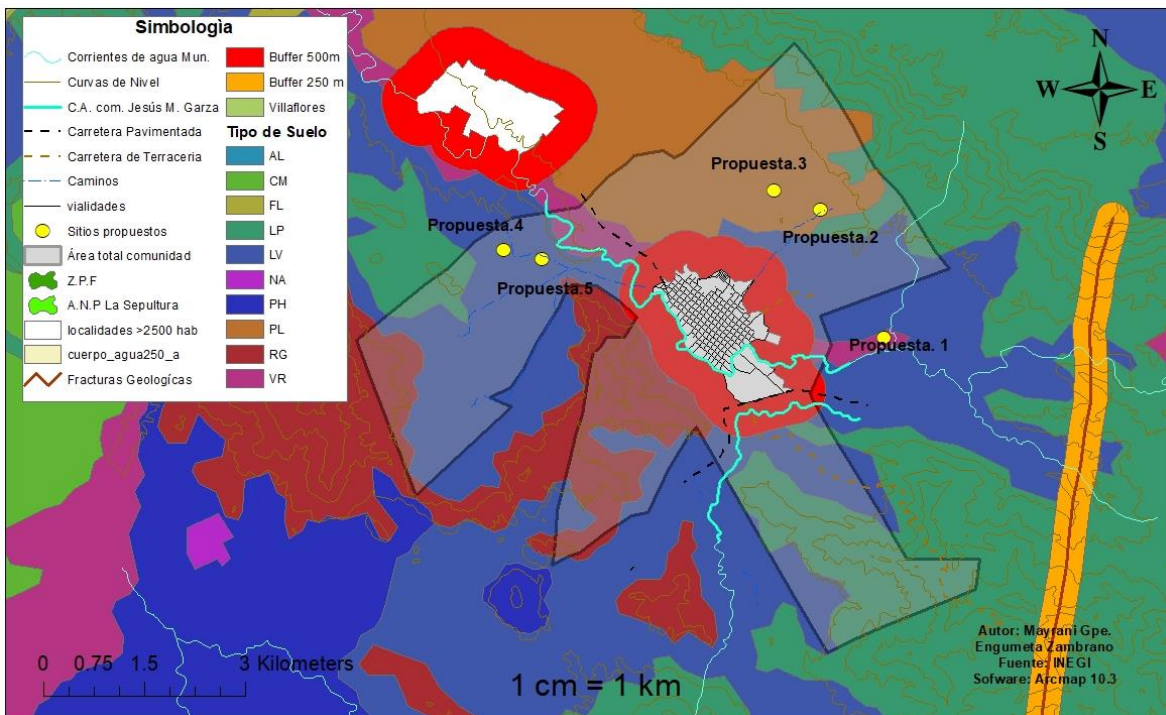 Simbologìa
Corrientes de agua Mun.
Curvas de Nivel
C.A. com. Jesús M. Garza
Carretera Pavimentada
Carretera de Terraceria
Caminos
vialidades
Sitios propuestos
Área total comunidad
Z.P.F
A.N.P La Sepultura
localidades >2500 hab
cuerpo_agua250_a
Fracturas Geologícas
Buffer 500m
Buffer 250 m
Villaflores
Tipo de Suelo
AL
CM
FL
LP
LV
NA
PH
PL
RG
VR
N
W
E
S
Propuesta.3
Propuesta.2
Propuesta.4
Propuesta.5
Propuesta. 1
0 0.75 1.5 3 Kilometers
1 cm = 1 km
Autor: Mayrani Gpe.
Engumeta Zambrano
Fuente: INEGI
Sofware: Arcmap 10.3